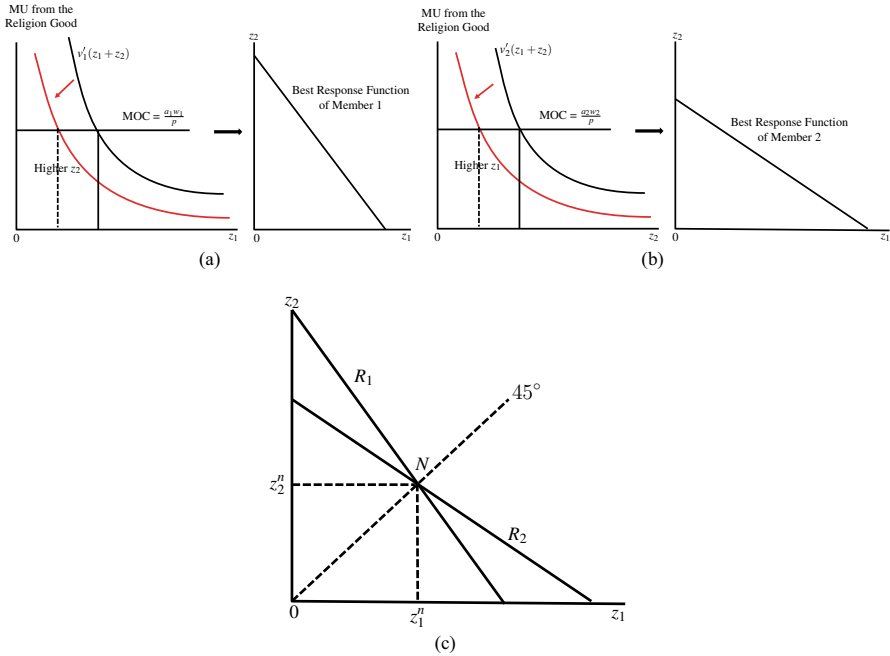 MU from the
Religion Good
v′₁(z₁ + z₂)
MOC = a₁w₁/p
Higher z₂
0
z₁
z₂
Best Response Function
of Member 1
0
z₁
(a)
MU from the
Religion Good
v′₂(z₁ + z₂)
MOC = a₂w₂/p
Higher z₁
0
z₂
z₂
Best Response Function
of Member 2
0
z₁
(b)
z₂
R₁
45°
N
z₂ⁿ
R₂
0
z₁ⁿ
z₁
(c)